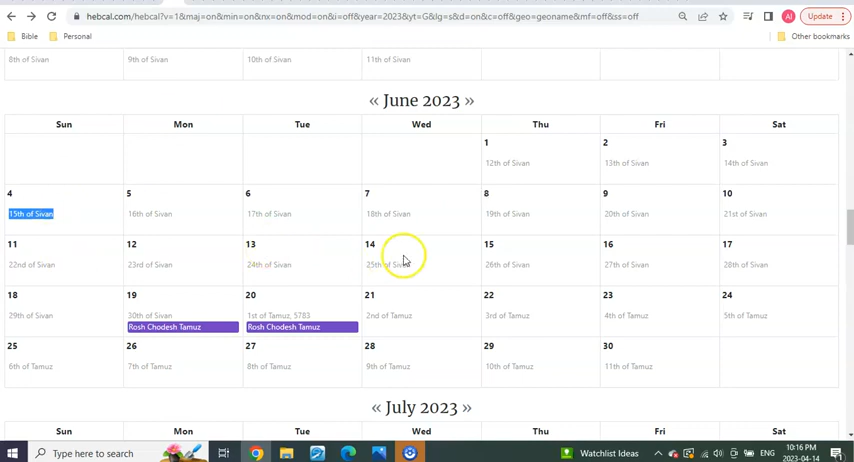 hebcal.com/hebcal?v=1&maj=on&min=on&nx=on&mod=on&i=off&year=2023&yt=G&lg=s&d=on&c=off&geo=geoname&mf=off&ss=off
AI
Update
Bible
Personal
Other bookmarks
8th of Sivan 9th of Sivan 10th of Sivan 11th of Sivan
« June 2023 »
Sun Mon Tue Wed Thu Fri Sat
1 2 3
12th of Sivan 13th of Sivan 14th of Sivan
4 5 6 7 8 9 10
15th of Sivan 16th of Sivan 17th of Sivan 18th of Sivan 19th of Sivan 20th of Sivan 21st of Sivan
11 12 13 14 15 16 17
22nd of Sivan 23rd of Sivan 24th of Sivan 25th of Sivan 26th of Sivan 27th of Sivan 28th of Sivan
18 19 20 21 22 23 24
29th of Sivan 30th of Sivan 1st of Tamuz, 5783 2nd of Tamuz 3rd of Tamuz 4th of Tamuz 5th of Tamuz
Rosh Chodesh Tamuz Rosh Chodesh Tamuz
25 26 27 28 29 30
6th of Tamuz 7th of Tamuz 8th of Tamuz 9th of Tamuz 10th of Tamuz 11th of Tamuz
« July 2023 »
Sun Mon Tue Wed Thu Fri Sat
Type here to search
Watchlist Ideas
ENG
10:16 PM
2023-04-14
1